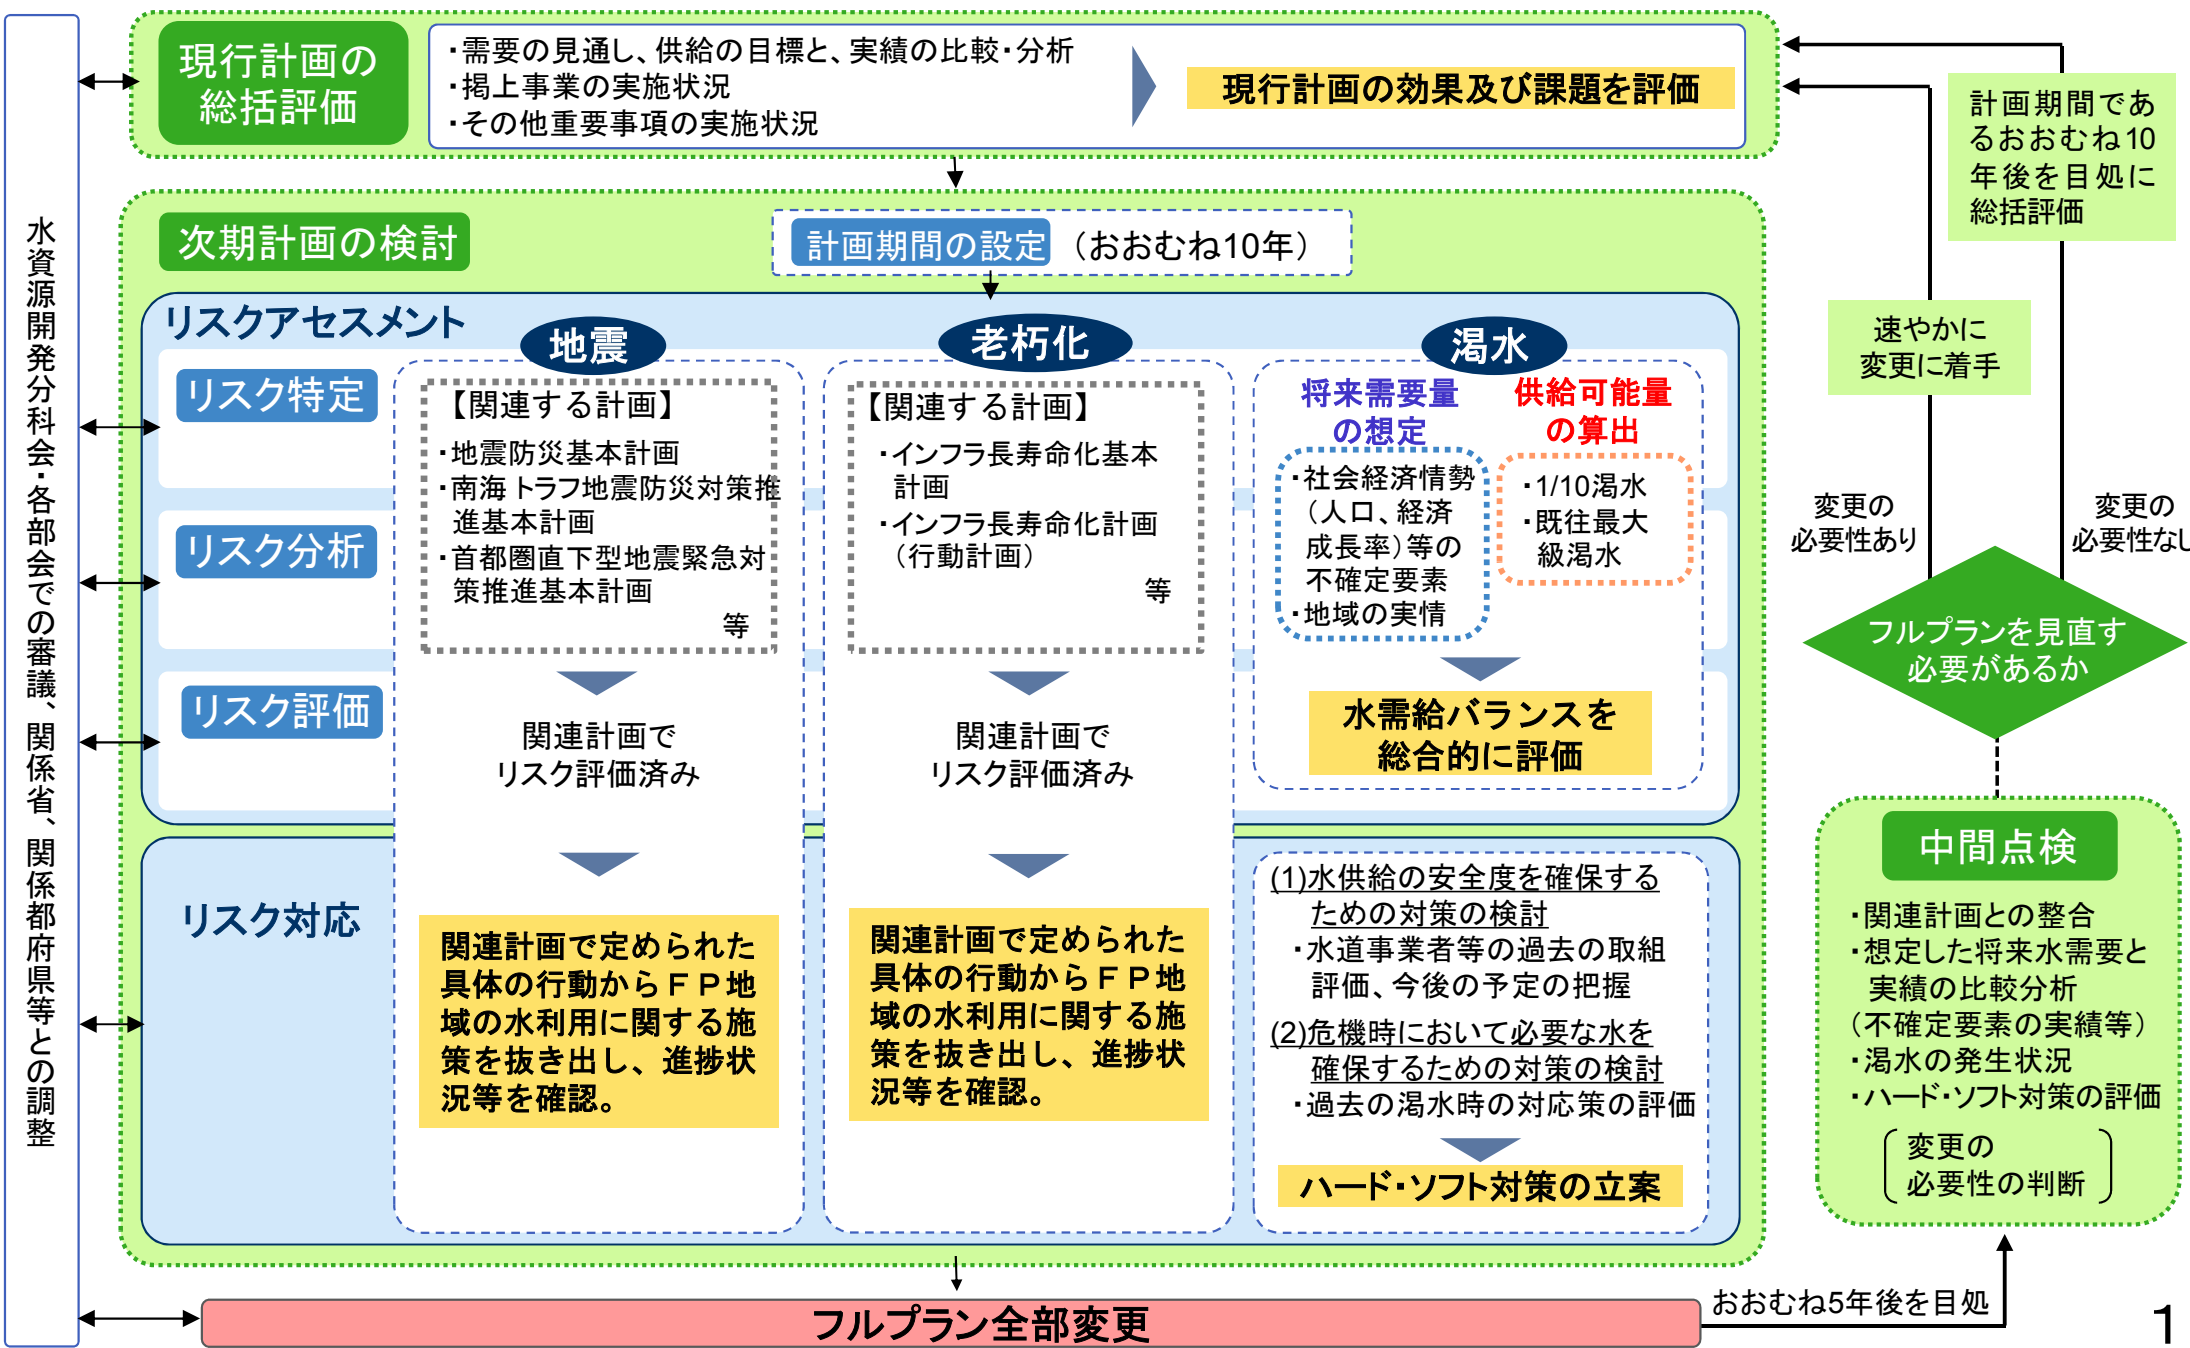 水資源開発分科会・各部会での審議、関係省、関係都府県等との調整
現行計画の
総括評価
・需要の見通し、供給の目標と、実績の比較・分析
・掲上事業の実施状況
・その他重要事項の実施状況
現行計画の効果及び課題を評価
計画期間であ
るおおむね10
年後を目処に
総括評価
次期計画の検討
計画期間の設定
（おおむね10年）
リスクアセスメント
リスク特定
リスク分析
リスク評価
地震
【関連する計画】
・地震防災基本計画
・南海トラフ地震防災対策推
進基本計画
・首都圏直下型地震緊急対
策推進基本計画
等
関連計画で
リスク評価済み
老朽化
【関連する計画】
・インフラ長寿命化基本
計画
・インフラ長寿命化計画
（行動計画）
等
関連計画で
リスク評価済み
渇水
将来需要量
の想定
・社会経済情勢
（人口、経済
成長率）等の
不確定要素
・地域の実情
供給可能量
の算出
・1/10渇水
・既往最大
級渇水
水需給バランスを
総合的に評価
リスク対応
関連計画で定められた
具体の行動からＦＰ地
域の水利用に関する施
策を抜き出し、進捗状
況等を確認。
関連計画で定められた
具体の行動からＦＰ地
域の水利用に関する施
策を抜き出し、進捗状
況等を確認。
(1)水供給の安全度を確保する
ための対策の検討
・水道事業者等の過去の取組
評価、今後の予定の把握
(2)危機時において必要な水を
確保するための対策の検討
・過去の渇水時の対応策の評価
ハード・ソフト対策の立案
フルプラン全部変更
おおむね5年後を目処
速やかに
変更に着手
変更の
必要性あり
変更の
必要性なし
フルプランを見直す
必要があるか
中間点検
・関連計画との整合
・想定した将来水需要と
実績の比較分析
（不確定要素の実績等）
・渇水の発生状況
・ハード・ソフト対策の評価
変更の
必要性の判断
1